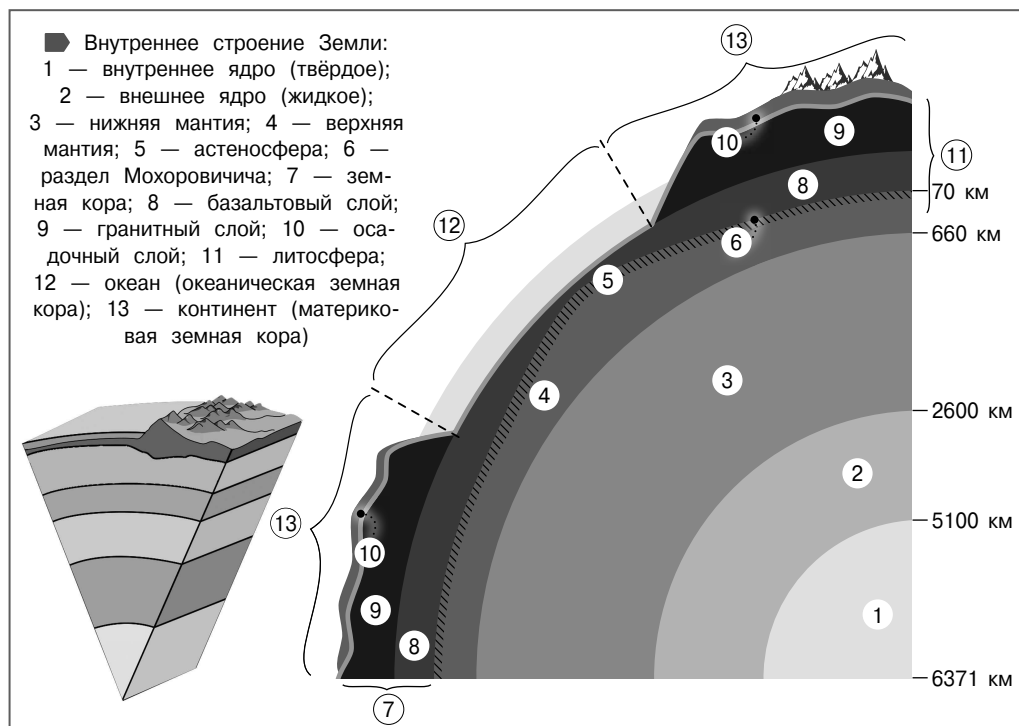 Внутреннее строение Земли:
1 — внутреннее ядро (твёрдое);
2 — внешнее ядро (жидкое);
3 — нижняя мантия; 4 — верхняя
мантия; 5 — астеносфера; 6 —
раздел Мохоровичича; 7 — зем-
ная кора; 8 — базальтовый слой;
9 — гранитный слой; 10 — оса-
дочный слой; 11 — литосфера;
12 — океан (океаническая земная
кора); 13 — континент (материко-
вая земная кора)
13
9
10
11
8
70 км
12
6
660 км
5
3
4
2600 км
2
13
5100 км
10
9
1
8
6371 км
7